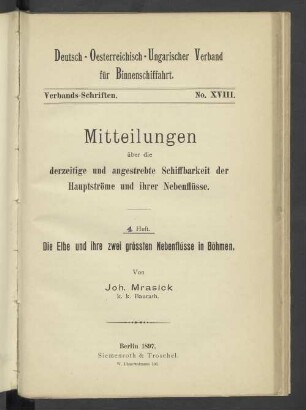 Deutsch-Oesterreichisch-Ungarischer Verband
für Binnenschiffahrt.
Verbands-Schriften. No. XVIII.
Mitteilungen
über die
derzeitige und angestrebte Schiffbarkeit der
Hauptströme und ihrer Nebenflüsse.
4. Heft.
Die Elbe und ihre zwei grössten Nebenflüsse in Böhmen.
Von
Joh. Mrasick
k. k. Baurath.
Berlin 1897.
Siemenroth & Troschel.
W. Lützowstrasse 106.